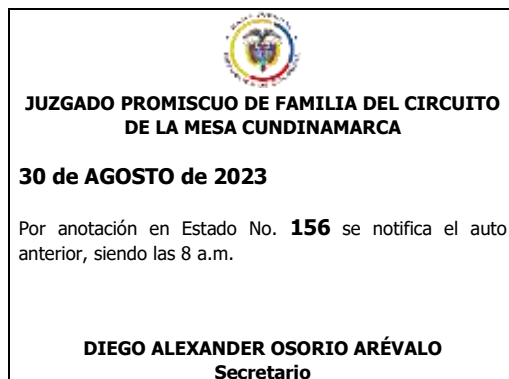 JUZGADO PROMISCUO DE FAMILIA DEL CIRCUITO
DE LA MESA CUNDINAMARCA
30 de AGOSTO de 2023
Por anotación en Estado No. 156 se notifica el auto
anterior, siendo las 8 a.m.
DIEGO ALEXANDER OSORIO ARÉVALO
Secretario